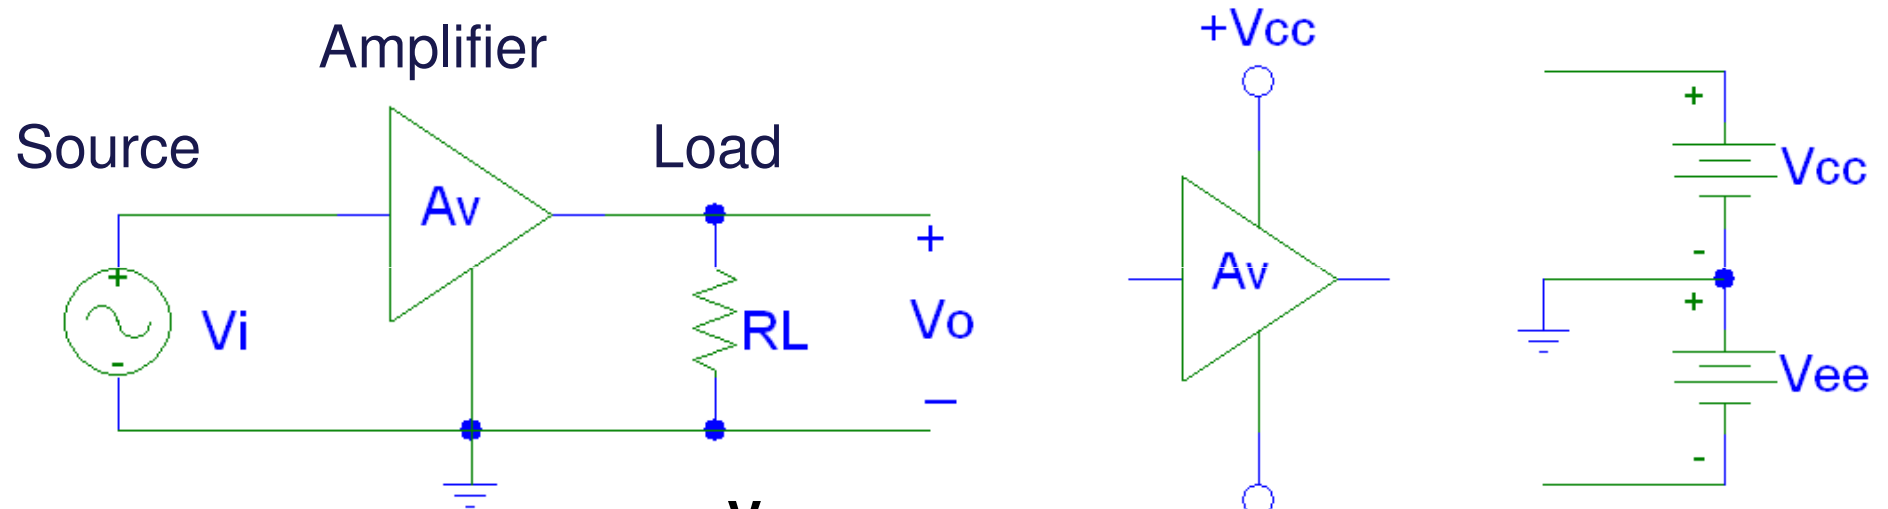 Amplifier
Source
Load
Av
Vi
RL
+
Vo
–
+
-
+Vcc
Av
+
Vcc
-
+
Vee
-